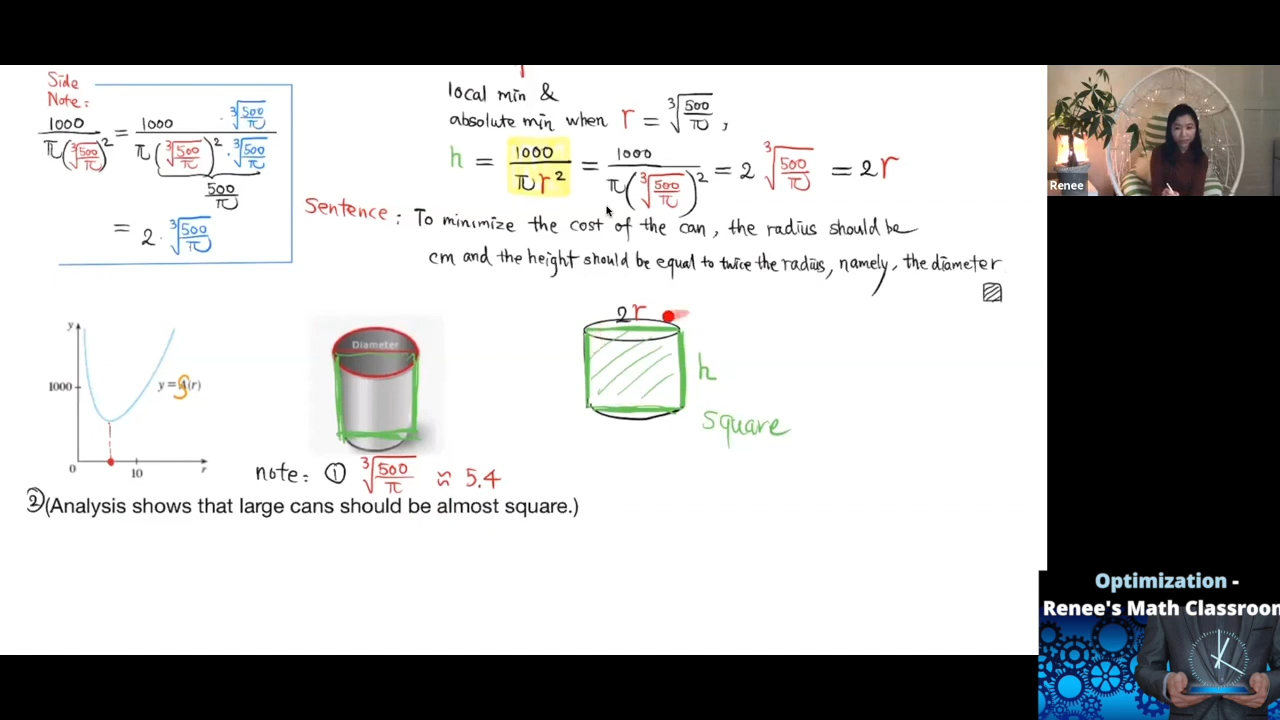 Side
Note:
1000 / π(∛(500/π))² = 1000 / π(∛(500/π))² · ∛(500/π) / ∛(500/π)
500/π
= 2 · ∛(500/π)
local min &
absolute min when r = ∛(500/π),
h = 1000/πr² = 1000/π(∛(500/π))² = 2 ∛(500/π) = 2r
Sentence: To minimize the cost of the can, the radius should be
cm and the height should be equal to twice the radius, namely, the diameter
y
1000
y = S(r)
0
10
r
Diameter
2r
h
square
note: ① ∛(500/π) ≈ 5.4
②(Analysis shows that large cans should be almost square.)
Renee
Optimization -
Renee's Math Classroom